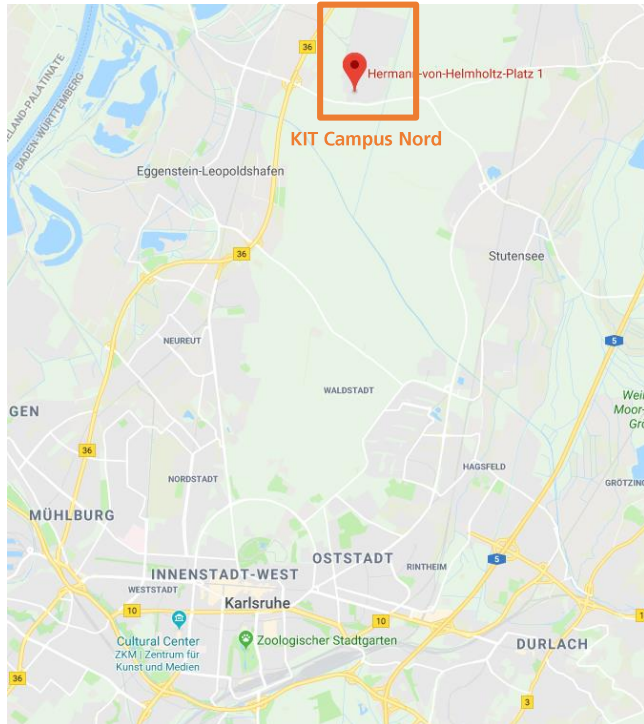 36
Hermann-von-Helmholtz-Platz 1
KIT Campus Nord
BADEN-WÜRTTEMBERG
Eggenstein-Leopoldshafen
36
Stutensee
NEUREUT
5
WALDSTADT
GEN
36
HAGSFELD
NORDSTADT
GRÖTZING
MÜHLBURG
OSTSTADT
5
RINTHEIM
INNENSTADT-WEST
WESTSTADT
Karlsruhe
10
10
Cultural Center
ZKM | Zentrum für
Kunst und Medien
Zoologischer Stadtgarten
DURLACH
36
3